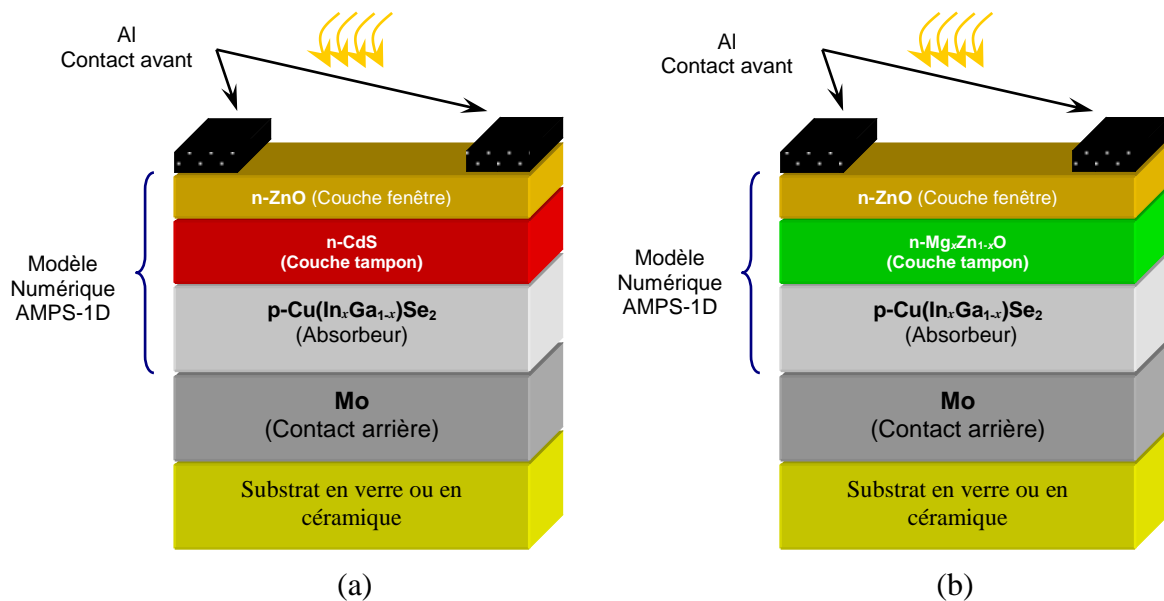 Al
Contact avant
n-ZnO (Couche fenêtre)
n-CdS
(Couche tampon)
Modèle
Numérique
AMPS-1D
p-Cu(InₓGa₁₋ₓ)Se₂
(Absorbeur)
Mo
(Contact arrière)
Substrat en verre ou en
céramique
(a)
Al
Contact avant
n-ZnO (Couche fenêtre)
n-MgₓZn₁₋ₓO
(Couche tampon)
Modèle
Numérique
AMPS-1D
p-Cu(InₓGa₁₋ₓ)Se₂
(Absorbeur)
Mo
(Contact arrière)
Substrat en verre ou en
céramique
(b)